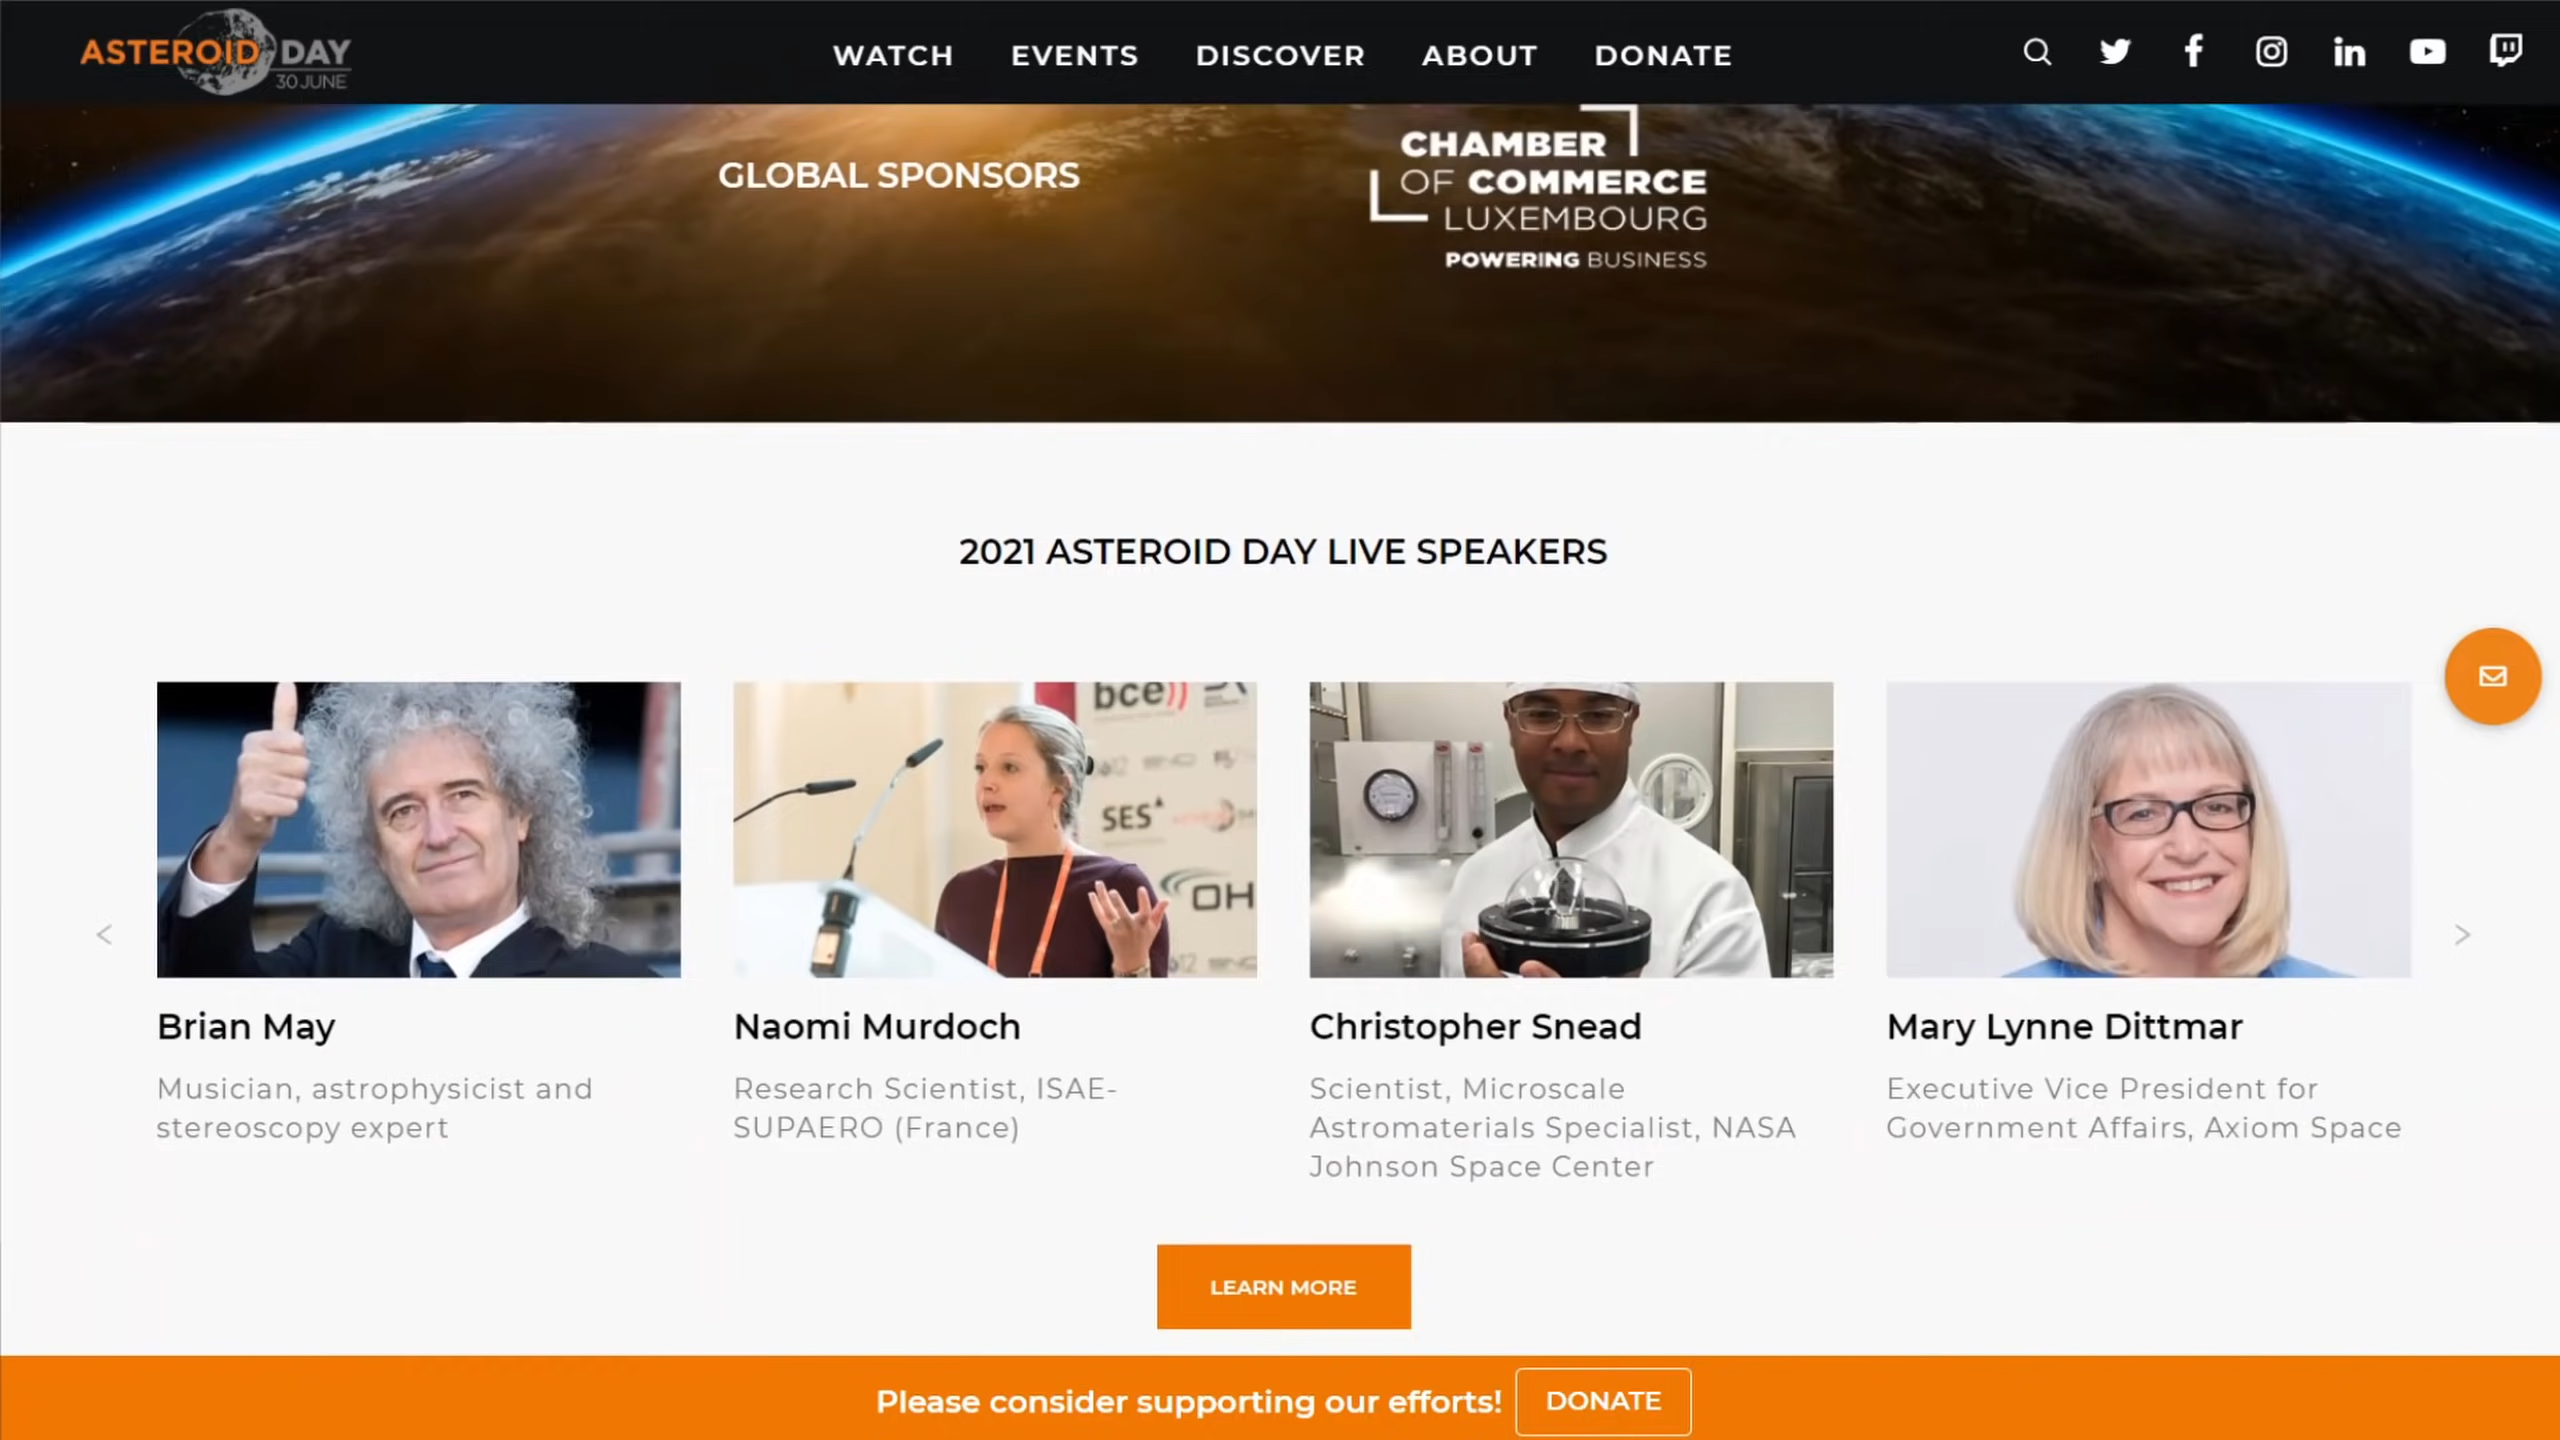 ASTEROID DAY
30 JUNE
WATCH
EVENTS
DISCOVER
ABOUT
DONATE
GLOBAL SPONSORS
CHAMBER
OF COMMERCE
LUXEMBOURG
POWERING BUSINESS
2021 ASTEROID DAY LIVE SPEAKERS
bce))
SES
OH
Brian May
Musician, astrophysicist and
stereoscopy expert
Naomi Murdoch
Research Scientist, ISAE-
SUPAERO (France)
Christopher Snead
Scientist, Microscale
Astromaterials Specialist, NASA
Johnson Space Center
Mary Lynne Dittmar
Executive Vice President for
Government Affairs, Axiom Space
LEARN MORE
Please consider supporting our efforts!
DONATE